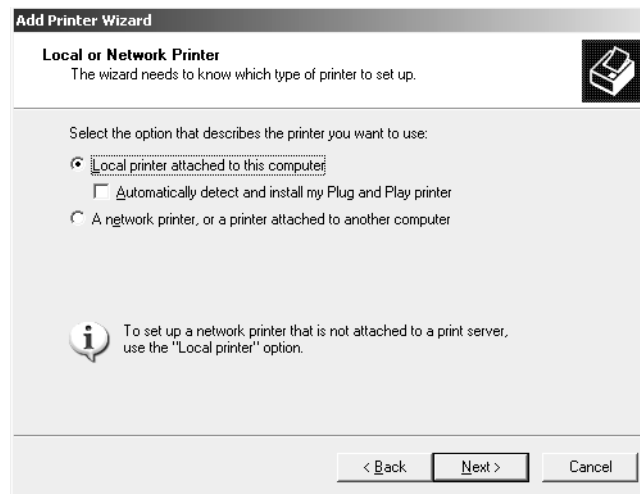 Add Printer Wizard
Local or Network Printer
The wizard needs to know which type of printer to set up.
Select the option that describes the printer you want to use:
Local printer attached to this computer
Automatically detect and install my Plug and Play printer
A network printer, or a printer attached to another computer
To set up a network printer that is not attached to a print server,
use the "Local printer" option.
< Back Next > Cancel